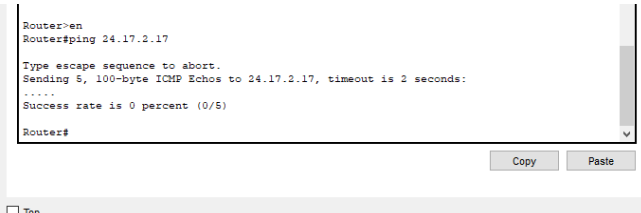 Router>en
Router#ping 24.17.2.17
Type escape sequence to abort.
Sending 5, 100-byte ICMP Echos to 24.17.2.17, timeout is 2 seconds:
.....
Success rate is 0 percent (0/5)
Router#
Copy Paste
Top